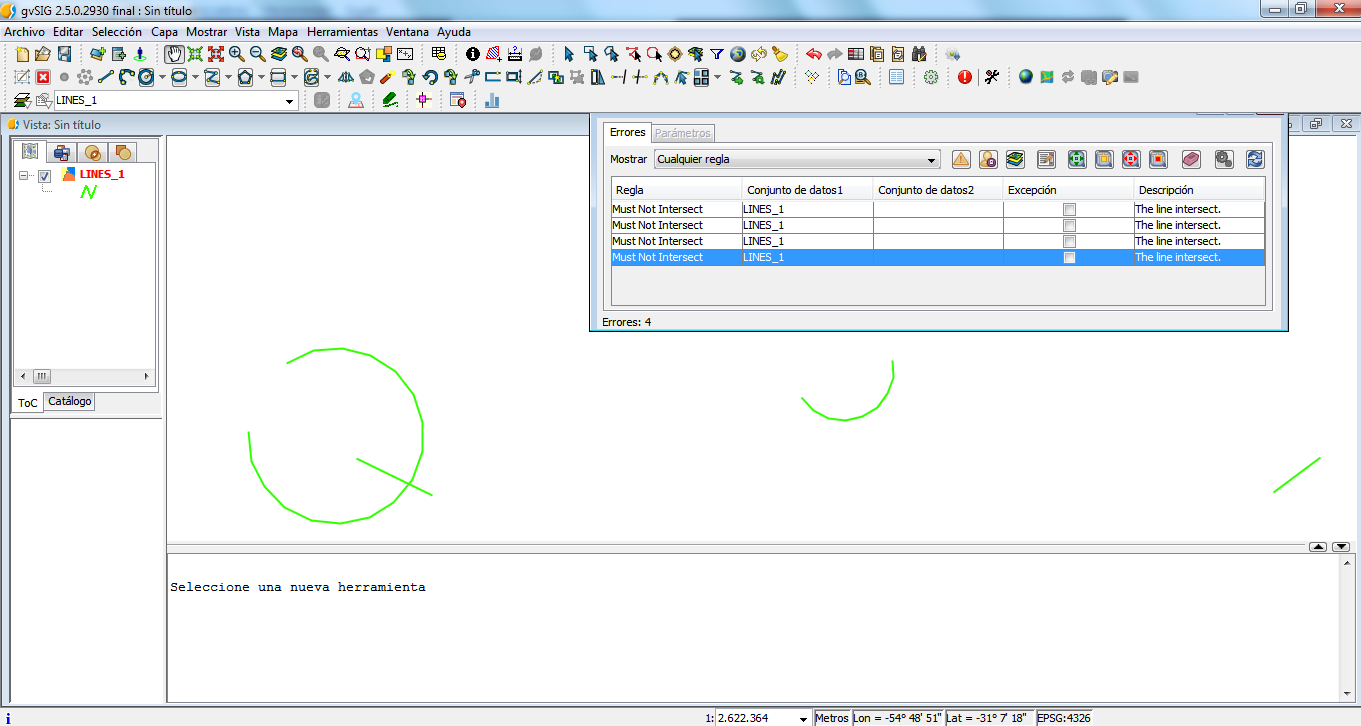 gvSIG 2.5.0.2930 final : Sin título
Archivo Editar Selección Capa Mostrar Vista Mapa Herramientas Ventana Ayuda
LINES_1
Vista: Sin título
LINES_1
ToC Catálogo
Errores Parámetros
Mostrar Cualquier regla
Regla Conjunto de datos1 Conjunto de datos2 Excepción Descripción
Must Not Intersect LINES_1 The line intersect.
Must Not Intersect LINES_1 The line intersect.
Must Not Intersect LINES_1 The line intersect.
Must Not Intersect LINES_1 The line intersect.
Errores: 4
Seleccione una nueva herramienta
1: 2.622.364 Metros Lon = -54° 48' 51" Lat = -31° 7' 18" EPSG:4326